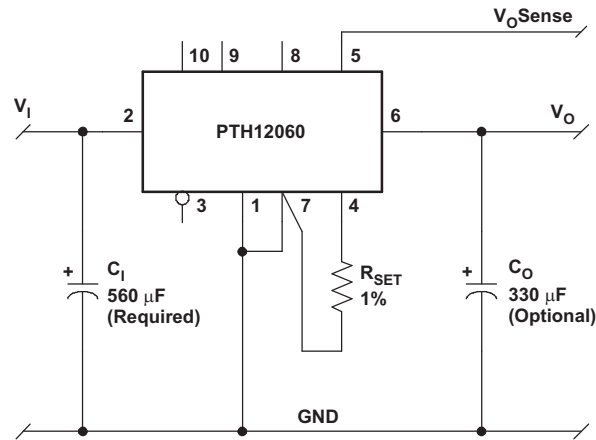 VOSense
10
9
8
5
VI
2
PTH12060
6
VO
3
1
7
4
+
CI
560 μF
(Required)
RSET
1%
+
CO
330 μF
(Optional)
GND